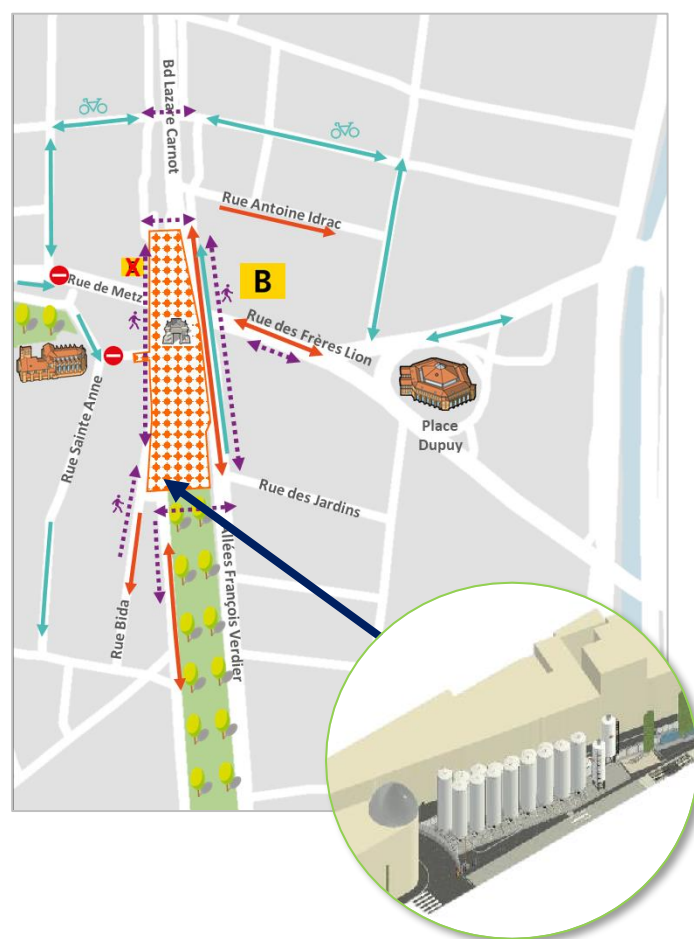 Bd Lazare Carnot
Rue Antoine Idrac
Rue de Metz
B
Rue des Frères Lion
Place
Dupuy
Rue Sainte Anne
Rue des Jardins
Allées François Verdier
Rue Bida